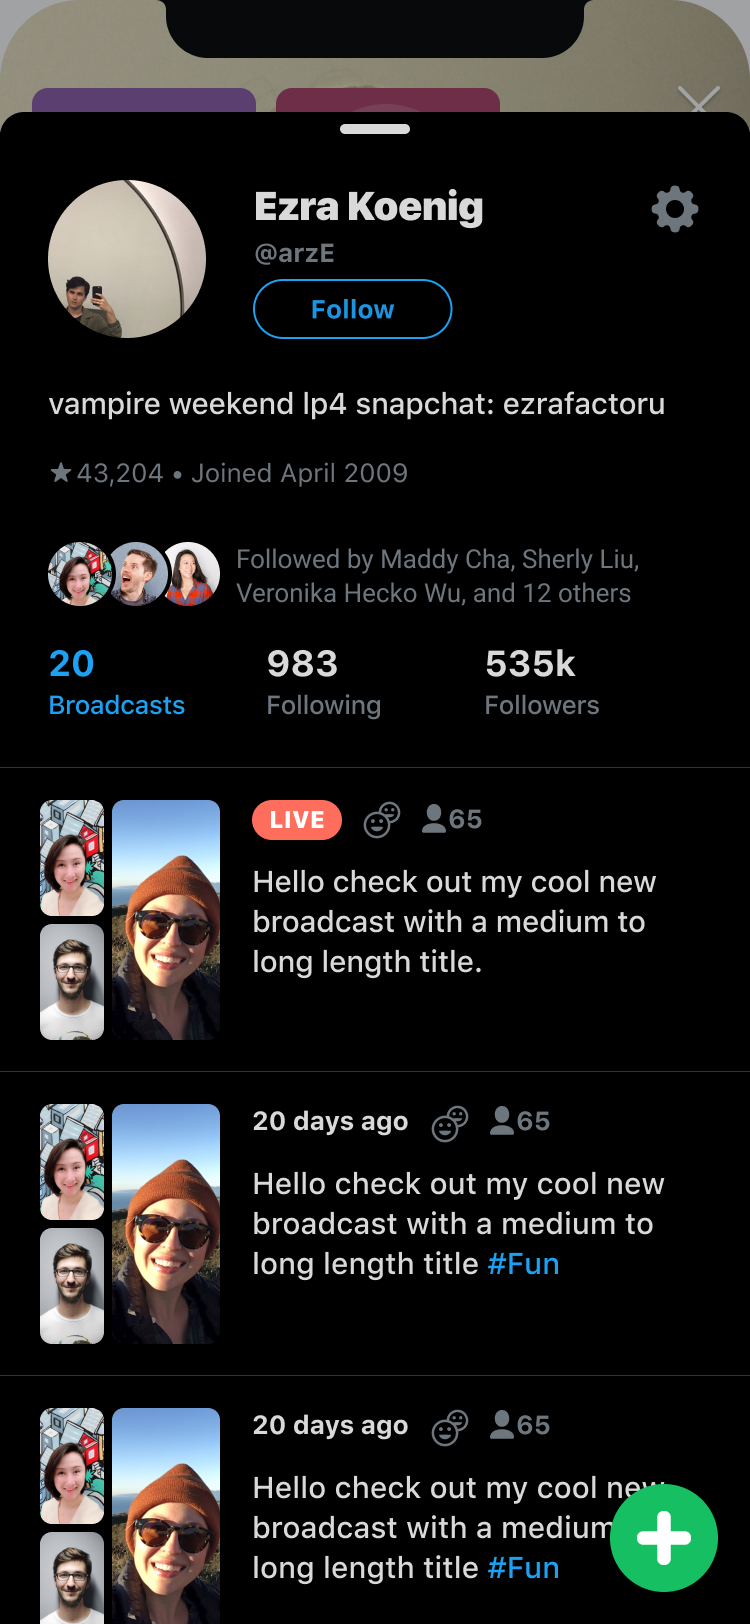 Ezra Koenig
@arzE
Follow
vampire weekend lp4 snapchat: ezrafactoru
★43,204 • Joined April 2009
Followed by Maddy Cha, Sherly Liu,
Veronika Hecko Wu, and 12 others
20 983 535k
Broadcasts Following Followers
LIVE 65
Hello check out my cool new
broadcast with a medium to
long length title.
20 days ago 65
Hello check out my cool new
broadcast with a medium to
long length title #Fun
20 days ago 65
Hello check out my cool new
broadcast with a medium
long length title #Fun